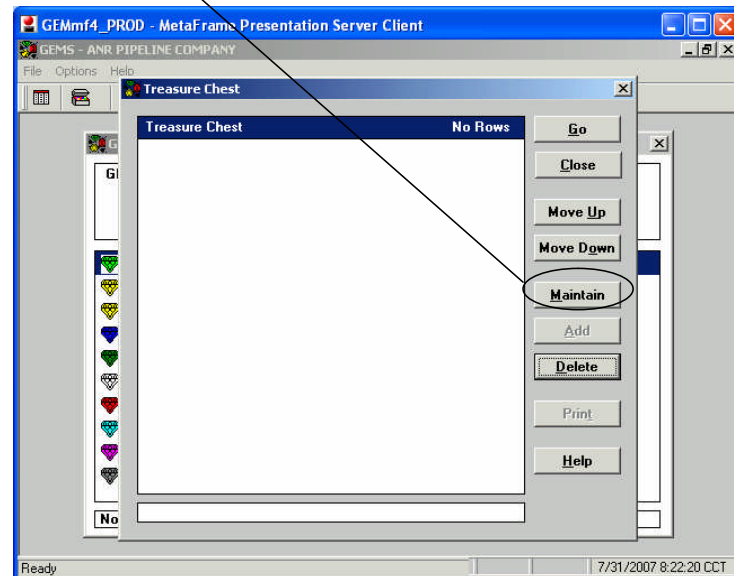 GEMmf4_PROD - MetaFrame Presentation Server Client
GEMS - ANR PIPELINE COMPANY
File Options Help
Treasure Chest
Treasure Chest No Rows
Go
Close
Move Up
Move Down
Maintain
Add
Delete
Print
Help
Ready
7/31/2007 8:22:20 CCT